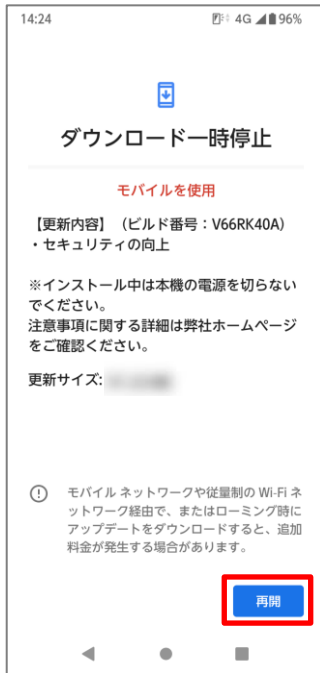 14:24 4G 96%
ダウンロード一時停止
モバイルを使用
【更新内容】（ビルド番号：V66RK40A）
・セキュリティの向上
※インストール中は本機の電源を切らない
でください。
注意事項に関する詳細は弊社ホームページ
をご確認ください。
更新サイズ:
モバイル ネットワークや従量制の Wi-Fi ネ
ットワーク経由で、またはローミング時に
アップデートをダウンロードすると、追加
料金が発生する場合があります。
再開